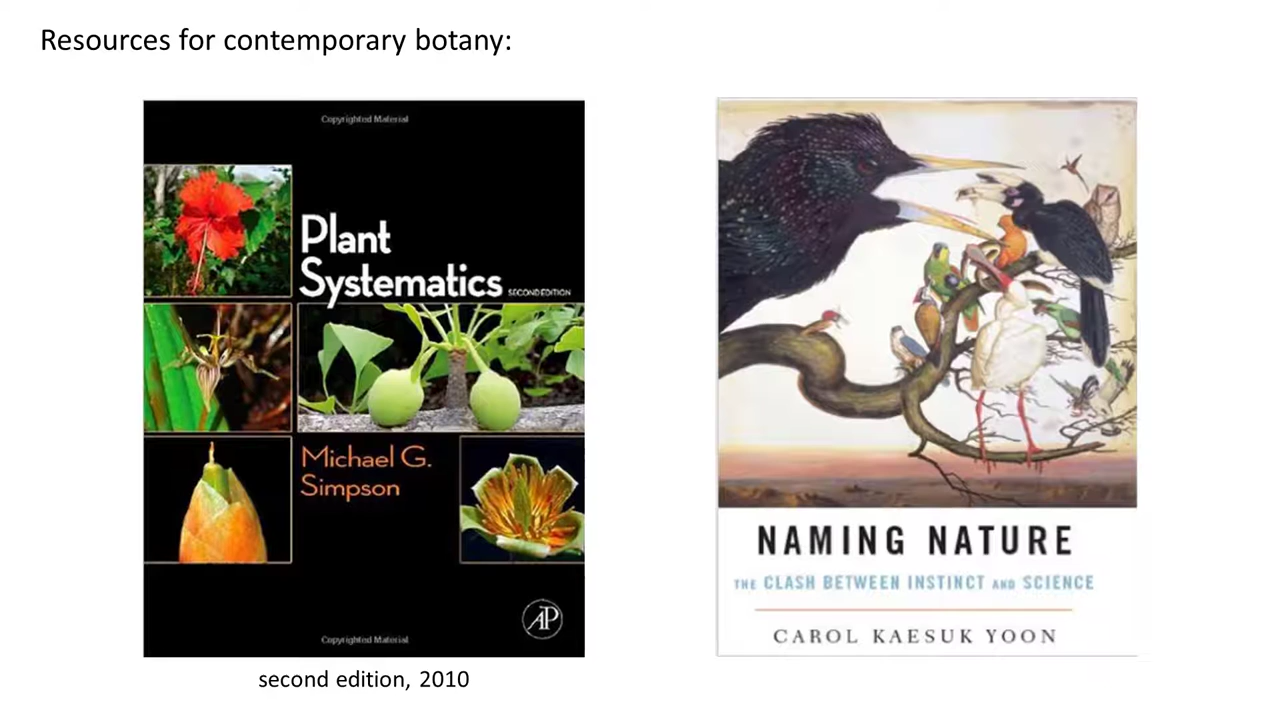 Resources for contemporary botany:
Copyrighted Material
Plant
Systematics SECOND EDITION
Michael G.
Simpson
AP
Copyrighted Material
second edition, 2010
NAMING NATURE
THE CLASH BETWEEN INSTINCT AND SCIENCE
CAROL KAESUK YOON